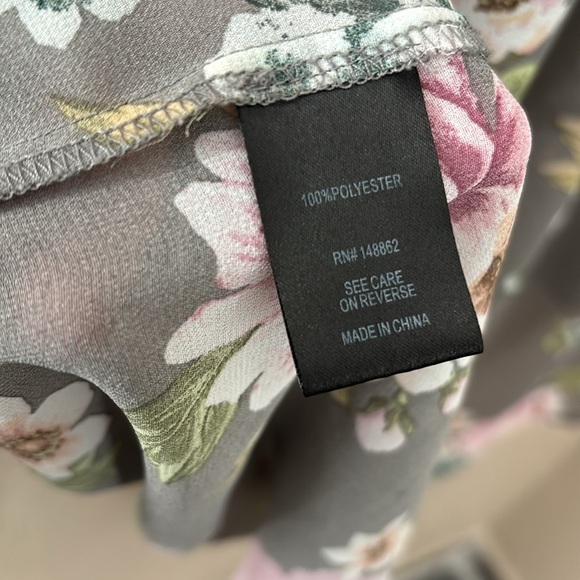 100%POLYESTER
RN# 148862
SEE CARE
ON REVERSE
MADE IN CHINA